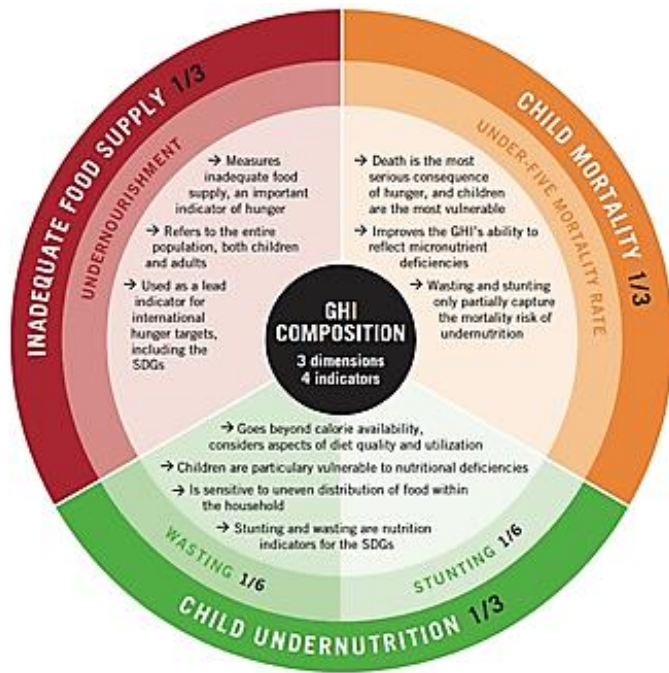 INADEQUATE FOOD SUPPLY 1/3
UNDERNOURISHMENT
→ Measures
inadequate food
supply, an important
indicator of hunger
→ Refers to the entire
population, both children
and adults
→ Used as a lead
indicator for
international
hunger targets,
including the
SDGs
CHILD MORTALITY 1/3
UNDER-FIVE MORTALITY RATE
→ Death is the most
serious consequence
of hunger, and children
are the most vulnerable
→ Improves the GHI's ability to
reflect micronutrient
deficiencies
→ Wasting and stunting
only partially capture
the mortality risk of
undernutrition
GHI
COMPOSITION
3 dimensions
4 indicators
→ Goes beyond calorie availability,
considers aspects of diet quality and utilization
→ Children are particulary vulnerable to nutritional deficiencies
→ Is sensitive to uneven distribution of food within
the household
→ Stunting and wasting are nutrition
indicators for the SDGs
WASTING 1/6
STUNTING 1/6
CHILD UNDERNUTRITION 1/3